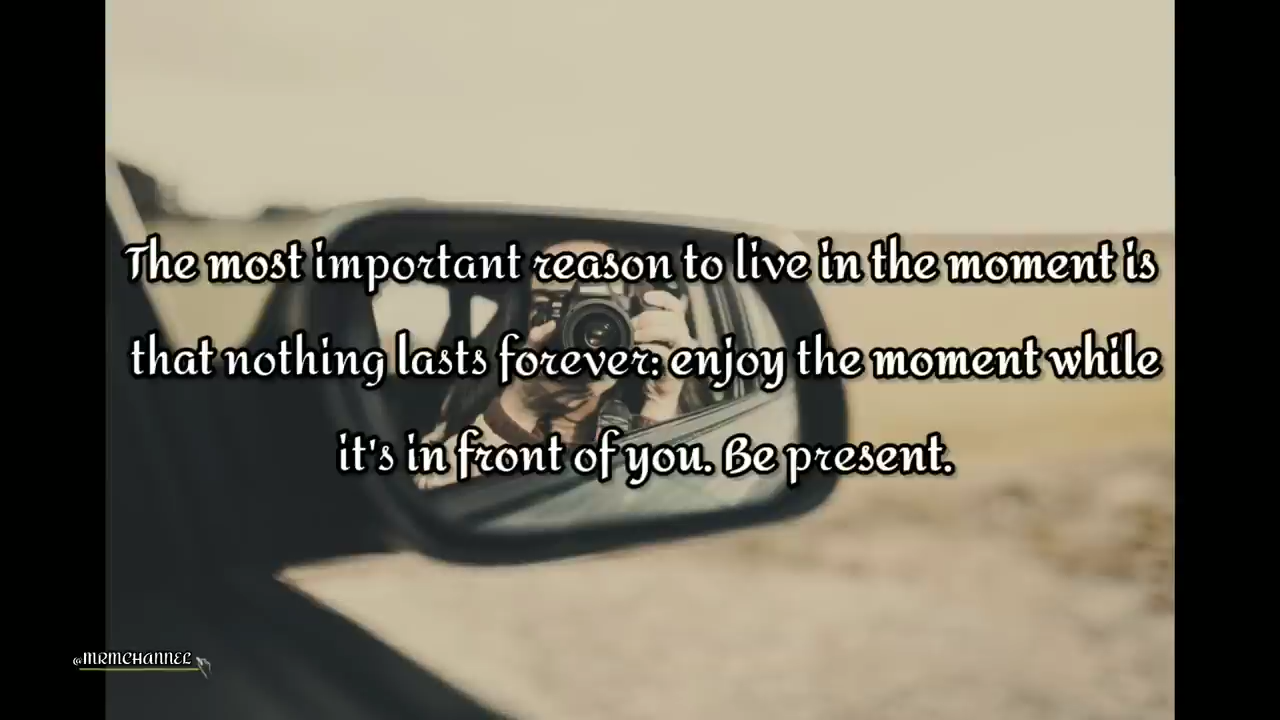 The most important reason to live in the moment is
that nothing lasts forever: enjoy the moment while
it's in front of you. Be present.
@MRMCHANNEL